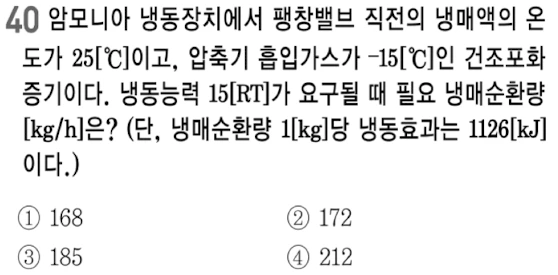 40 암모니아 냉동장치에서 팽창밸브 직전의 냉매액의 온
도가 25[℃]이고, 압축기 흡입가스가 -15[℃]인 건조포화
증기이다. 냉동능력 15[RT]가 요구될 때 필요 냉매순환량
[kg/h]은? (단, 냉매순환량 1[kg]당 냉동효과는 1126[kJ]
이다.)
① 168 ② 172
③ 185 ④ 212